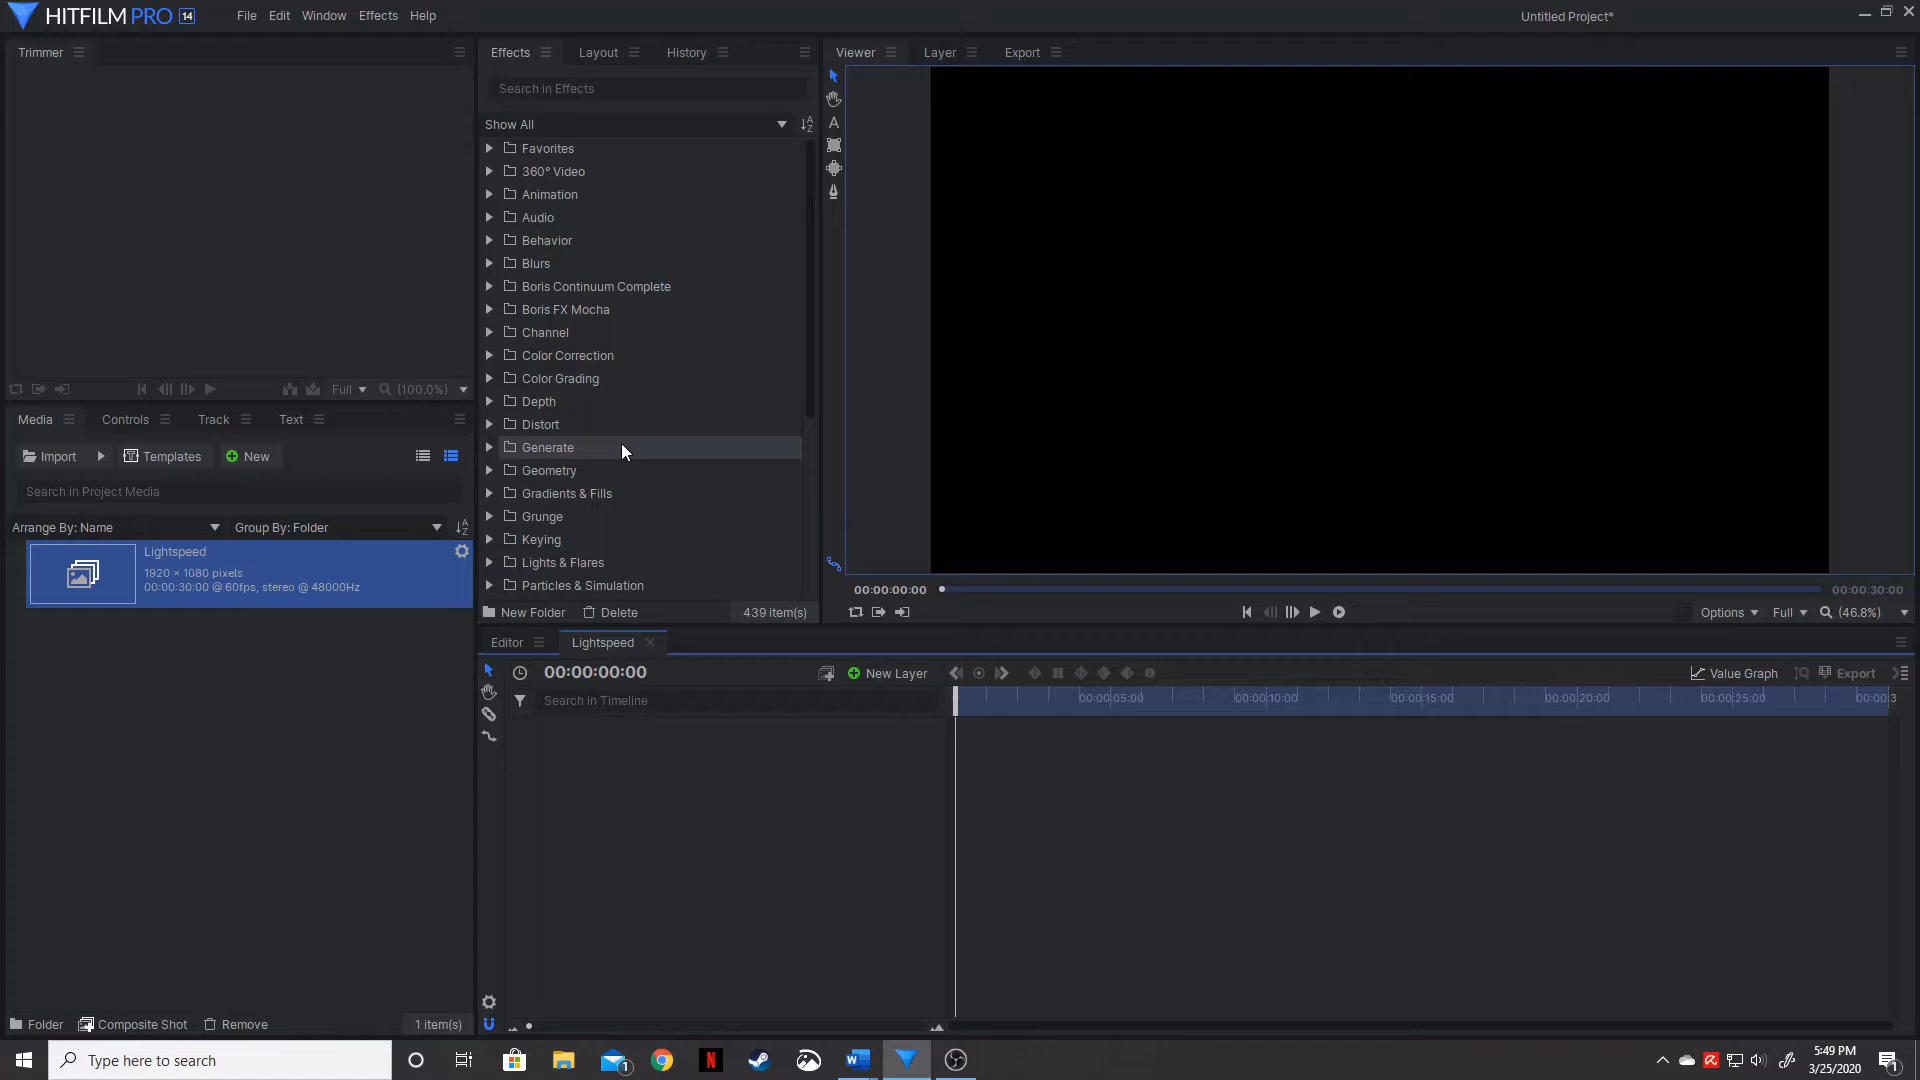 HITFILM PRO 14
File Edit Window Effects Help
Untitled Project*
Trimmer
Full (100.0%)
Media Controls Track Text
Import Templates New
Search in Project Media
Arrange By: Name Group By: Folder
Lightspeed
1920 × 1080 pixels
00:00:30:00 @ 60fps, stereo @ 48000Hz
Folder Composite Shot Remove 1 item(s)
Effects Layout History
Search in Effects
Show All
Favorites
360° Video
Animation
Audio
Behavior
Blurs
Boris Continuum Complete
Boris FX Mocha
Channel
Color Correction
Color Grading
Depth
Distort
Generate
Geometry
Gradients & Fills
Grunge
Keying
Lights & Flares
Particles & Simulation
New Folder Delete 439 item(s)
Viewer Layer Export
A
00:00:00:00 00:00:30:00
Options Full (46.8%)
Editor Lightspeed
00:00:00:00 New Layer Value Graph Export
Search in Timeline
00:00:05:00 00:00:10:00 00:00:15:00 00:00:20:00 00:00:25:00 00:00:3
Type here to search
5:49 PM
3/25/2020